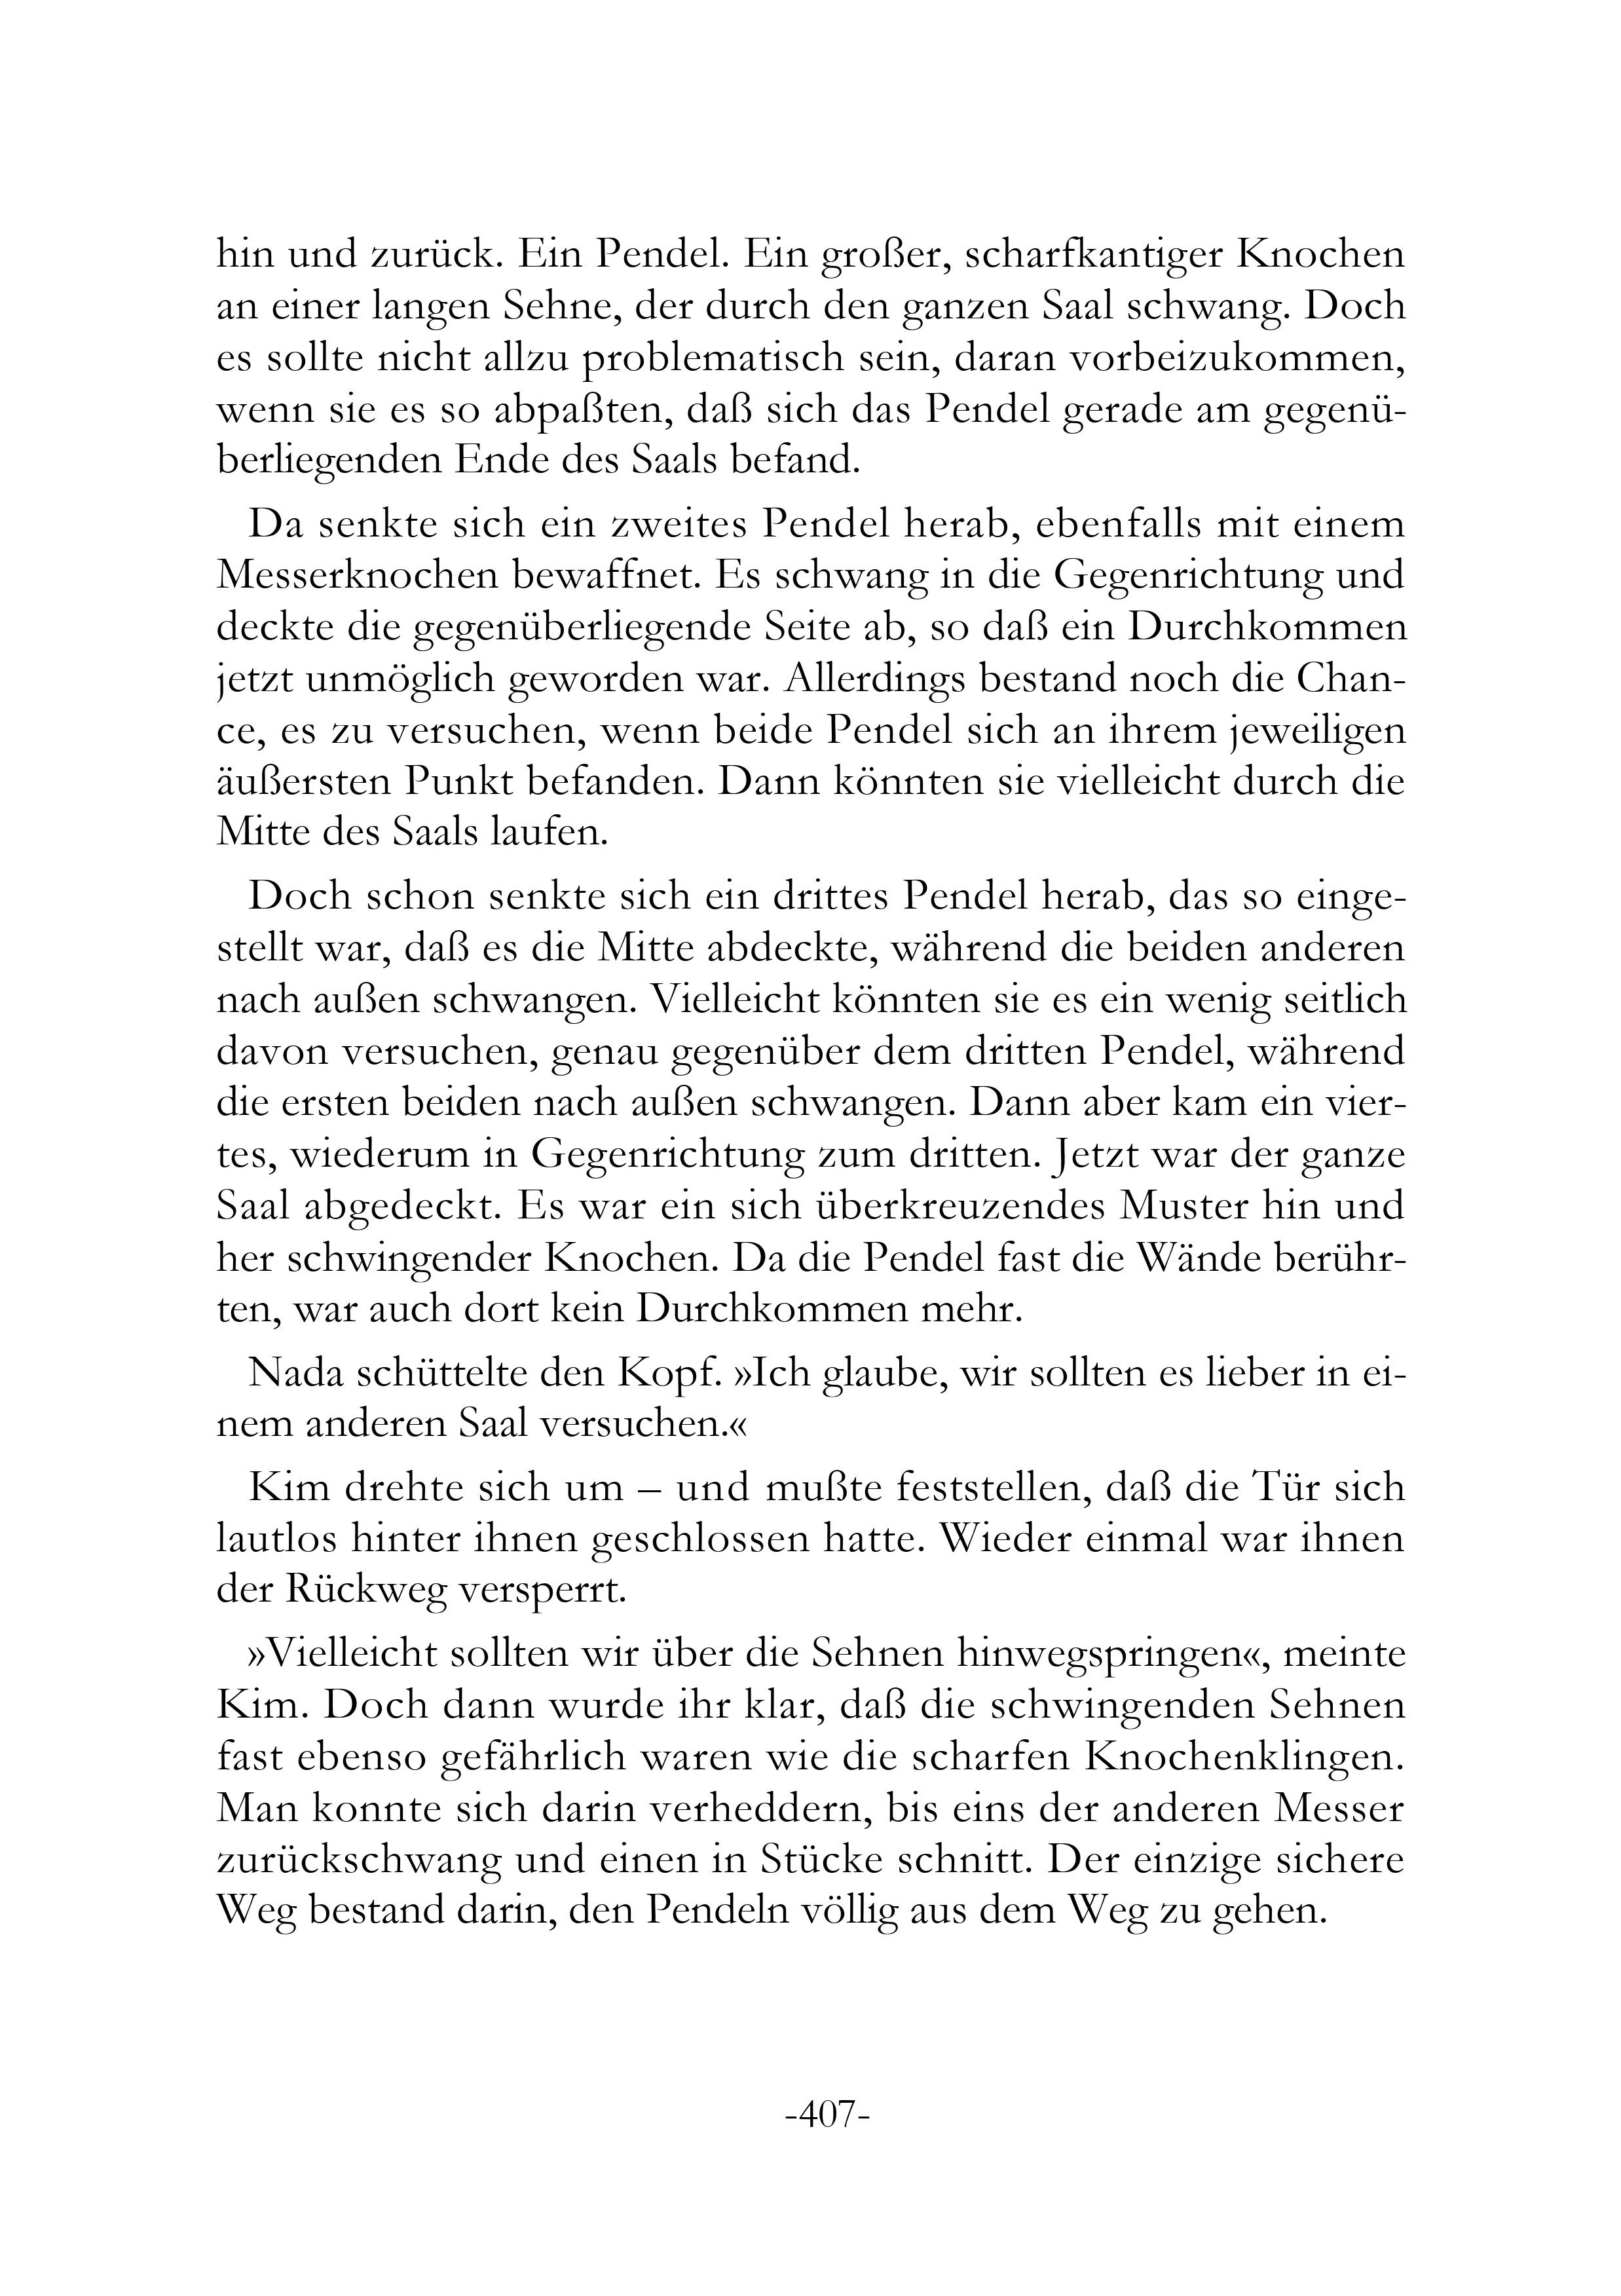 hin und zurück. Ein Pendel. Ein großer, scharfkantiger Knochen
an einer langen Sehne, der durch den ganzen Saal schwang. Doch
es sollte nicht allzu problematisch sein, daran vorbeizukommen,
wenn sie es so abpaßten, daß sich das Pendel gerade am gegenü-
berliegenden Ende des Saals befand.
Da senkte sich ein zweites Pendel herab, ebenfalls mit einem
Messerknochen bewaffnet. Es schwang in die Gegenrichtung und
deckte die gegenüberliegende Seite ab, so daß ein Durchkommen
jetzt unmöglich geworden war. Allerdings bestand noch die Chan-
ce, es zu versuchen, wenn beide Pendel sich an ihrem jeweiligen
äußersten Punkt befanden. Dann könnten sie vielleicht durch die
Mitte des Saals laufen.
Doch schon senkte sich ein drittes Pendel herab, das so einge-
stellt war, daß es die Mitte abdeckte, während die beiden anderen
nach außen schwangen. Vielleicht könnten sie es ein wenig seitlich
davon versuchen, genau gegenüber dem dritten Pendel, während
die ersten beiden nach außen schwangen. Dann aber kam ein vier-
tes, wiederum in Gegenrichtung zum dritten. Jetzt war der ganze
Saal abgedeckt. Es war ein sich überkreuzendes Muster hin und
her schwingender Knochen. Da die Pendel fast die Wände berühr-
ten, war auch dort kein Durchkommen mehr.
Nada schüttelte den Kopf. »Ich glaube, wir sollten es lieber in ei-
nem anderen Saal versuchen.«
Kim drehte sich um – und mußte feststellen, daß die Tür sich
lautlos hinter ihnen geschlossen hatte. Wieder einmal war ihnen
der Rückweg versperrt.
»Vielleicht sollten wir über die Sehnen hinwegspringen«, meinte
Kim. Doch dann wurde ihr klar, daß die schwingenden Sehnen
fast ebenso gefährlich waren wie die scharfen Knochenklingen.
Man konnte sich darin verheddern, bis eins der anderen Messer
zurückschwang und einen in Stücke schnitt. Der einzige sichere
Weg bestand darin, den Pendeln völlig aus dem Weg zu gehen.
-407-